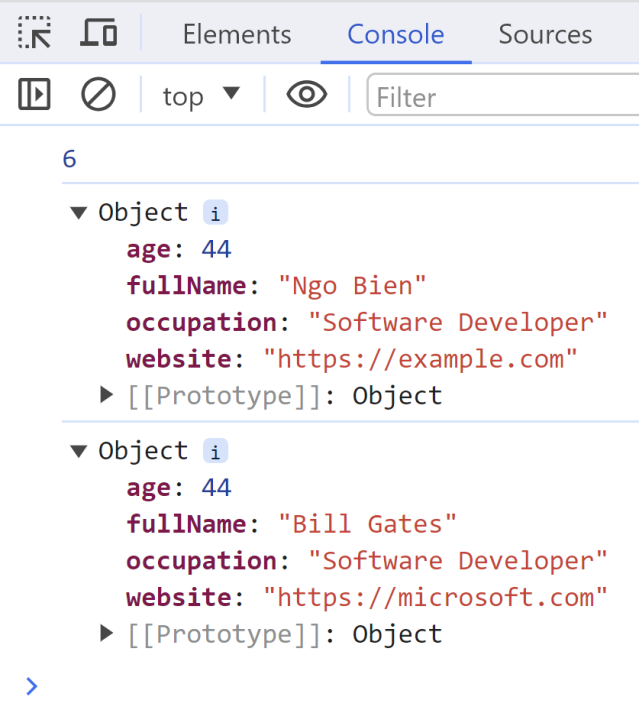 Elements Console Sources
top Filter
6
Object i
age: 44
fullName: "Ngo Bien"
occupation: "Software Developer"
website: "https://example.com"
[[Prototype]]: Object
Object i
age: 44
fullName: "Bill Gates"
occupation: "Software Developer"
website: "https://microsoft.com"
[[Prototype]]: Object